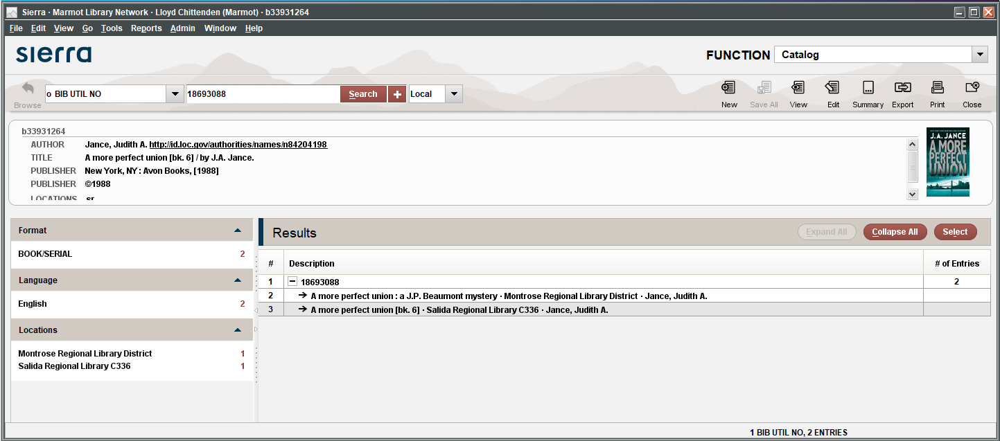 Sierra · Marmot Library Network · Lloyd Chittenden (Marmot) · b33931264
File Edit View Go Tools Reports Admin Window Help
sierra
FUNCTION Catalog
o BIB UTIL NO 18693088 Search + Local
Browse
New Save All View Edit Summary Export Print Close
b33931264
AUTHOR Jance, Judith A. http://id.loc.gov/authorities/names/n84204198
TITLE A more perfect union [bk. 6] / by J.A. Jance.
PUBLISHER New York, NY : Avon Books, [1988]
PUBLISHER ©1988
LOCATIONS sr
J.A. JANCE
A MORE
PERFECT
UNION
Format
BOOK/SERIAL 2
Language
English 2
Locations
Montrose Regional Library District 1
Salida Regional Library C336 1
Results Expand All Collapse All Select
# Description # of Entries
1 18693088 2
2 A more perfect union : a J.P. Beaumont mystery · Montrose Regional Library District · Jance, Judith A.
3 A more perfect union [bk. 6] · Salida Regional Library C336 · Jance, Judith A.
1 BIB UTIL NO, 2 ENTRIES